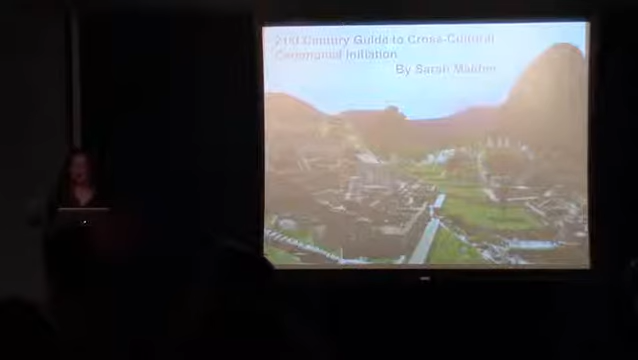 21st Century Guide to Cross-Cultural
Ceremonial Initiation
By Sarah